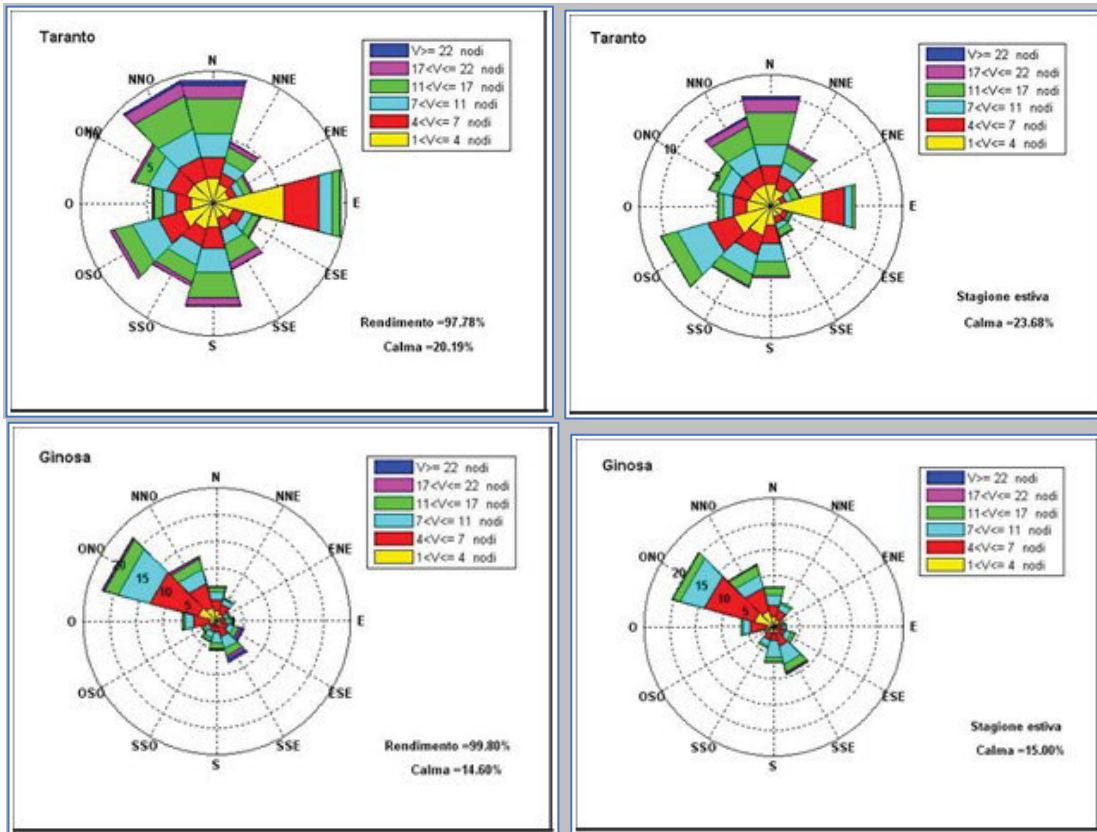 Taranto
V>= 22 nodi
17<V<= 22 nodi
11<V<= 17 nodi
7<V<= 11 nodi
4<V<= 7 nodi
1<V<= 4 nodi
N
NNO
NNE
ONO
ENE
5
O
E
OSO
ESE
SSO
SSE
S
Rendimento =97.78%
Calma =20.19%
Taranto
V>= 22 nodi
17<V<= 22 nodi
11<V<= 17 nodi
7<V<= 11 nodi
4<V<= 7 nodi
1<V<= 4 nodi
N
NNO
NNE
ONO
ENE
10
5
O
E
OSO
ESE
SSO
SSE
S
Stagione estiva
Calma =23.68%
Ginosa
V>= 22 nodi
17<V<= 22 nodi
11<V<= 17 nodi
7<V<= 11 nodi
4<V<= 7 nodi
1<V<= 4 nodi
N
NNO
NNE
ONO
ENE
20
15
10
5
O
E
OSO
ESE
SSO
SSE
S
Rendimento =99.80%
Calma =14.60%
Ginosa
V>= 22 nodi
17<V<= 22 nodi
11<V<= 17 nodi
7<V<= 11 nodi
4<V<= 7 nodi
1<V<= 4 nodi
N
NNO
NNE
ONO
ENE
20
15
10
5
O
E
OSO
ESE
SSO
SSE
S
Stagione estiva
Calma =15.00%